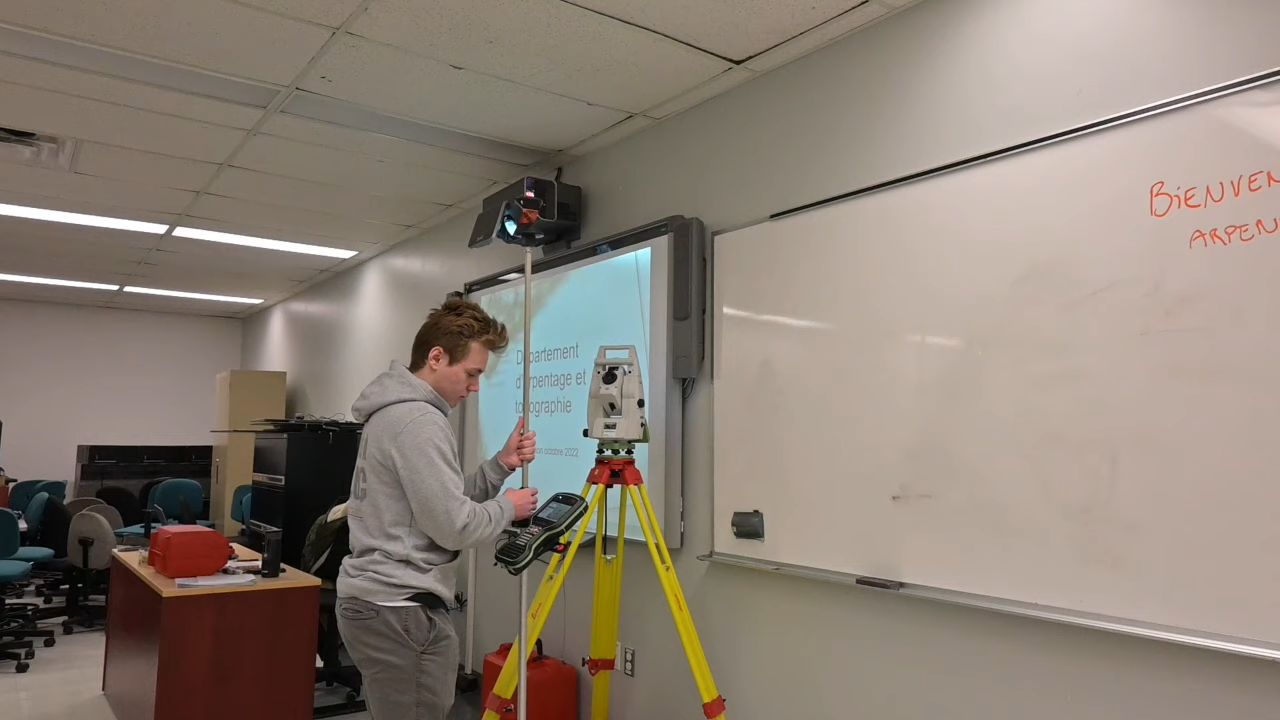 Département
d'arpentage et
topographie
octobre 2022
BIENVEN
ARPEN